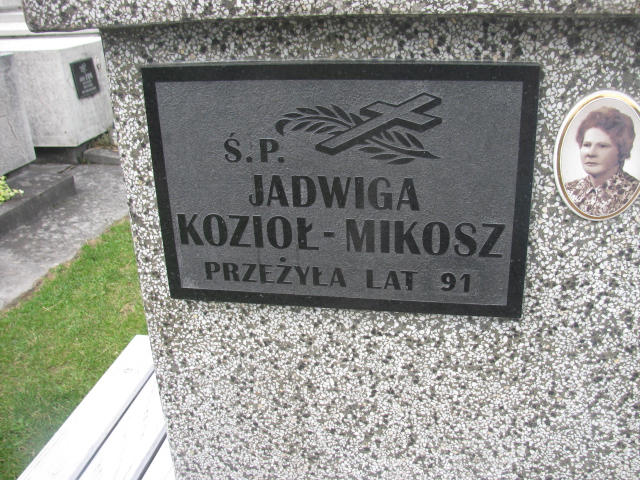 Ś.P.
JADWIGA
KOZIOŁ-MIKOSZ
PRZEŻYŁA LAT 91